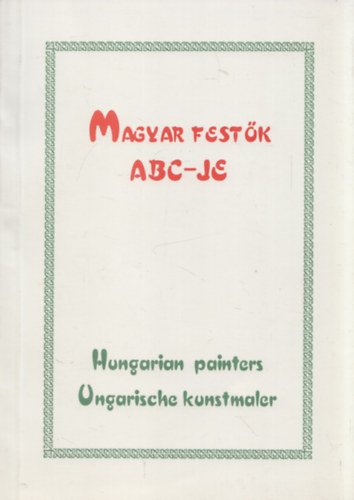 MAGYAR FESTŐK
ABC-JE
Hungarian painters
Ungarische kunstmaler